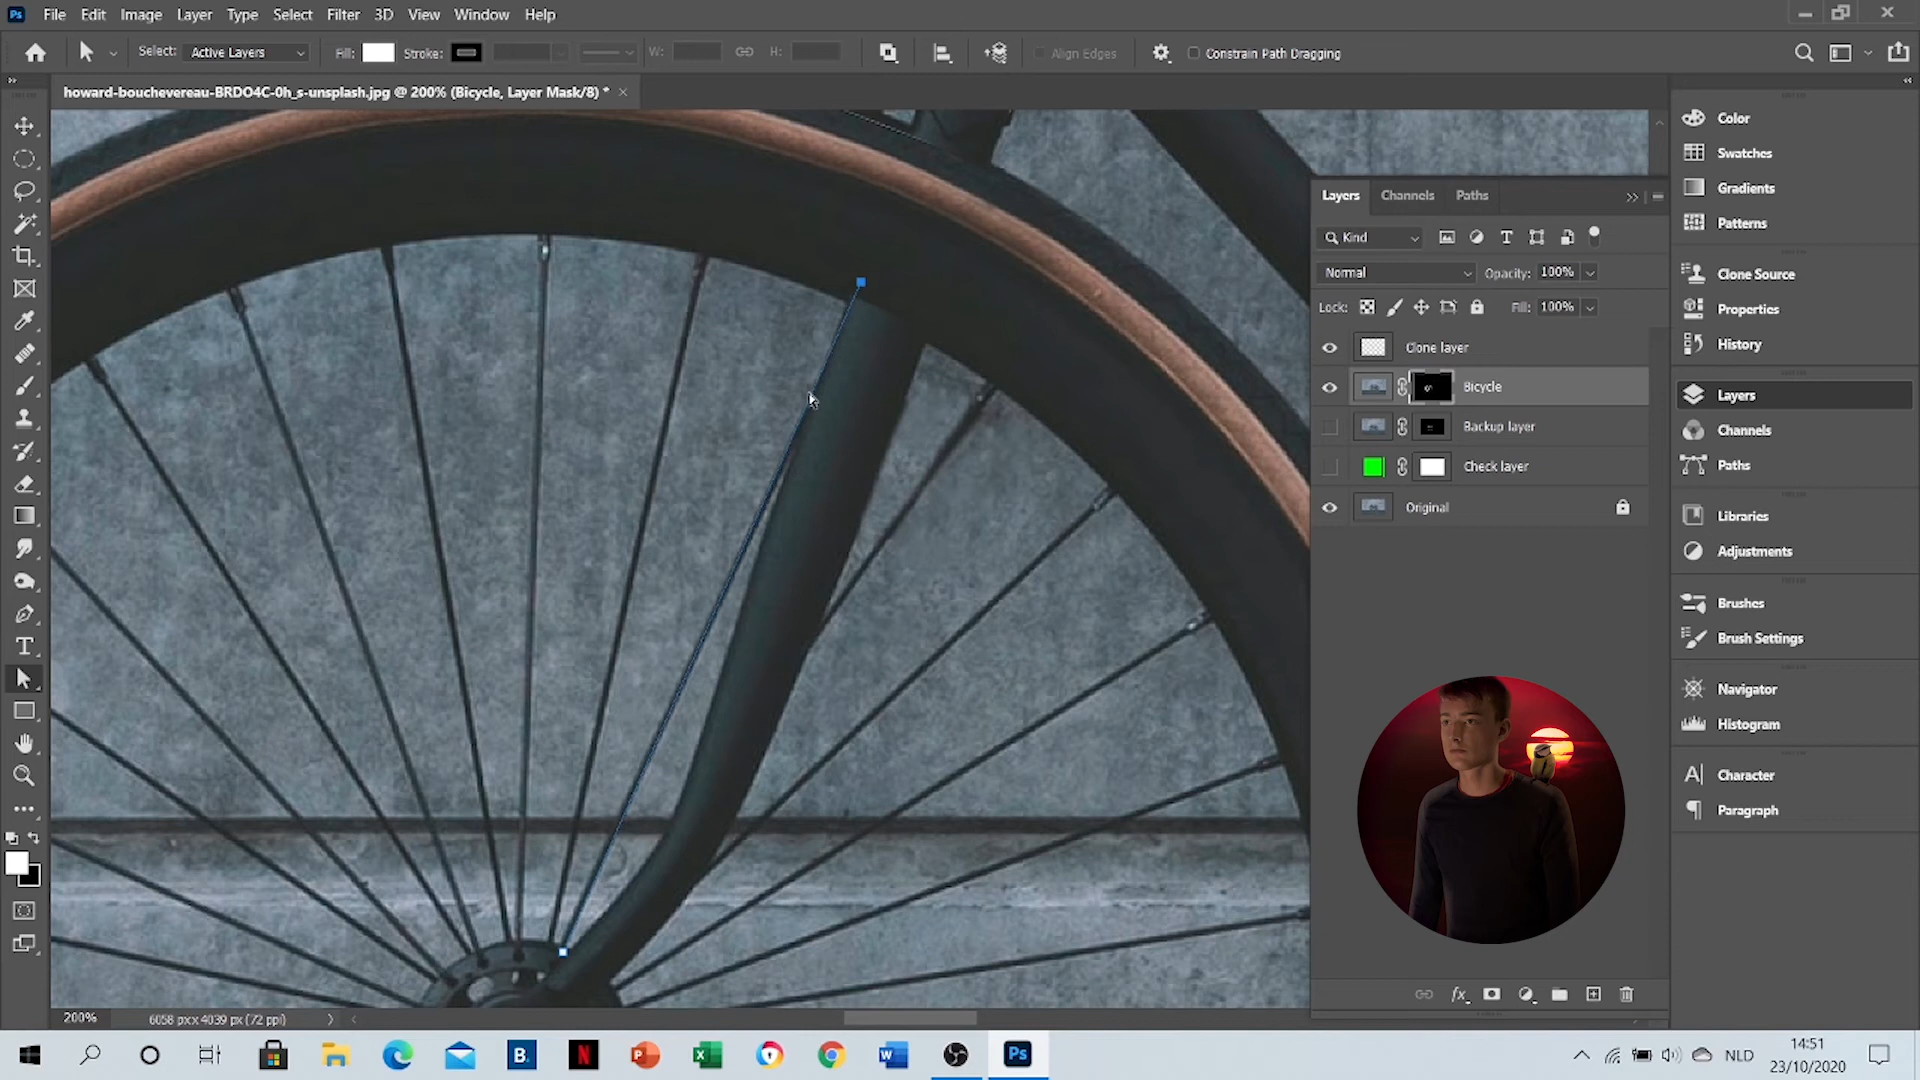 File Edit Image Layer Type Select Filter 3D View Window Help
Select: Active Layers Fill: Stroke: W: H: Align Edges Constrain Path Dragging
howard-bouchevereau-BRDO4C-0h_s-unsplash.jpg @ 200% (Bicycle, Layer Mask/8) *
Layers Channels Paths
Kind
Normal Opacity: 100%
Lock: Fill: 100%
Clone layer
Bicycle
Backup layer
Check layer
Original
Color
Swatches
Gradients
Patterns
Clone Source
Properties
History
Layers
Channels
Paths
Libraries
Adjustments
Brushes
Brush Settings
Navigator
Histogram
Character
Paragraph
200% 6058 px x 4039 px (72 ppi)
NLD
14:51
23/10/2020